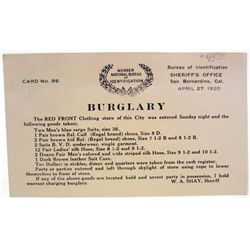 MEMBER
NATIONAL BUREAU
OF
IDENTIFICATION
CARD No. 86
Bureau of Identification
SHERIFF'S OFFICE
San Bernardino, Cal.
APRIL 27, 1920
BURGLARY
The RED FRONT Clothing store of this City was entered Sunday night and the
following goods taken;
Two Men's blue serge Suits, size 36.
1 Pair brown Bal. Calf (Regal brand) shoes, Size 8 D.
2 Pair brown Bal. (Regal brand) shoes, Size 7 1-2 B and 8 1-2 B.
2 Suits B. V. D. underwear, single garment.
12 Pair Ladies' silk Hose, Size 8 1-2 and 9 1-2.
2 Dozen Pair Men's colored and wide striped silk Hose, Size 9 1-2 and 10 1-2.
1 Dark Brown leather Suit Case.
Ten Dollars in nickles, dimes and quarters were taken from the cash register.
Party or parties entered and left through skylight of store using rope to lower
themselves to and from skylight.
If any of the above goods are located hold and arrest party in possession, I hold
warrant charging burglary.
W. A. SHAY, Sheriff